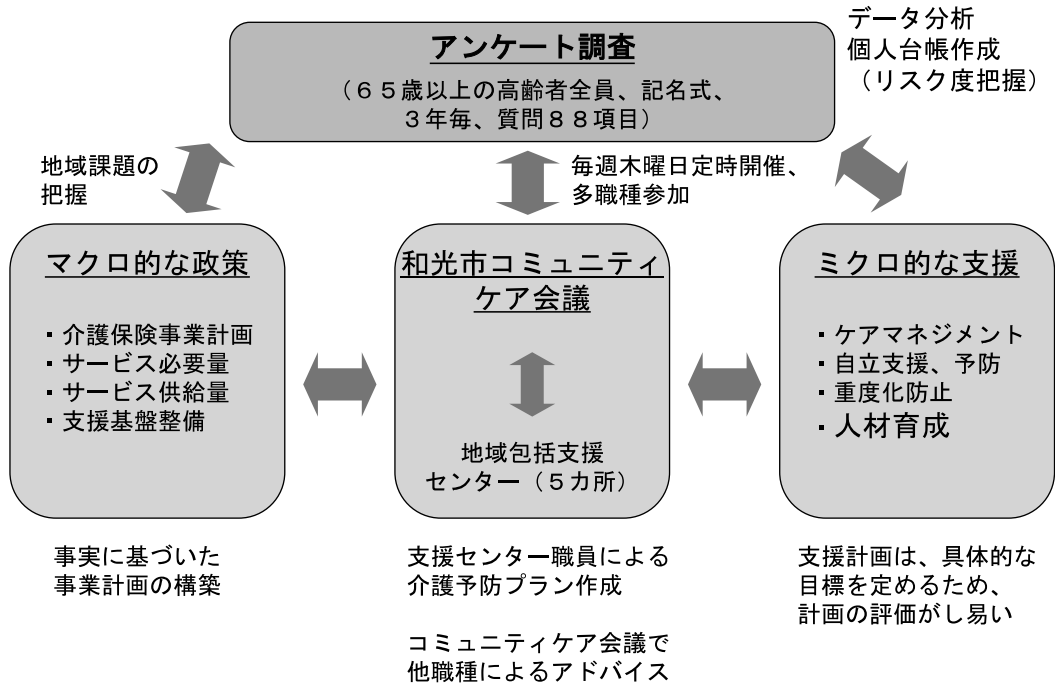 アンケート調査
（６５歳以上の高齢者全員、記名式、
３年毎、質問８８項目）
データ分析
個人台帳作成
（リスク度把握）
地域課題の
把握
毎週木曜日定時開催、
多職種参加
マクロ的な政策
・介護保険事業計画
・サービス必要量
・サービス供給量
・支援基盤整備
和光市コミュニティ
ケア会議
地域包括支援
センター（５カ所）
ミクロ的な支援
・ケアマネジメント
・自立支援、予防
・重度化防止
・人材育成
事実に基づいた
事業計画の構築
支援センター職員による
介護予防プラン作成
コミュニティケア会議で
他職種によるアドバイス
支援計画は、具体的な
目標を定めるため、
計画の評価がし易い